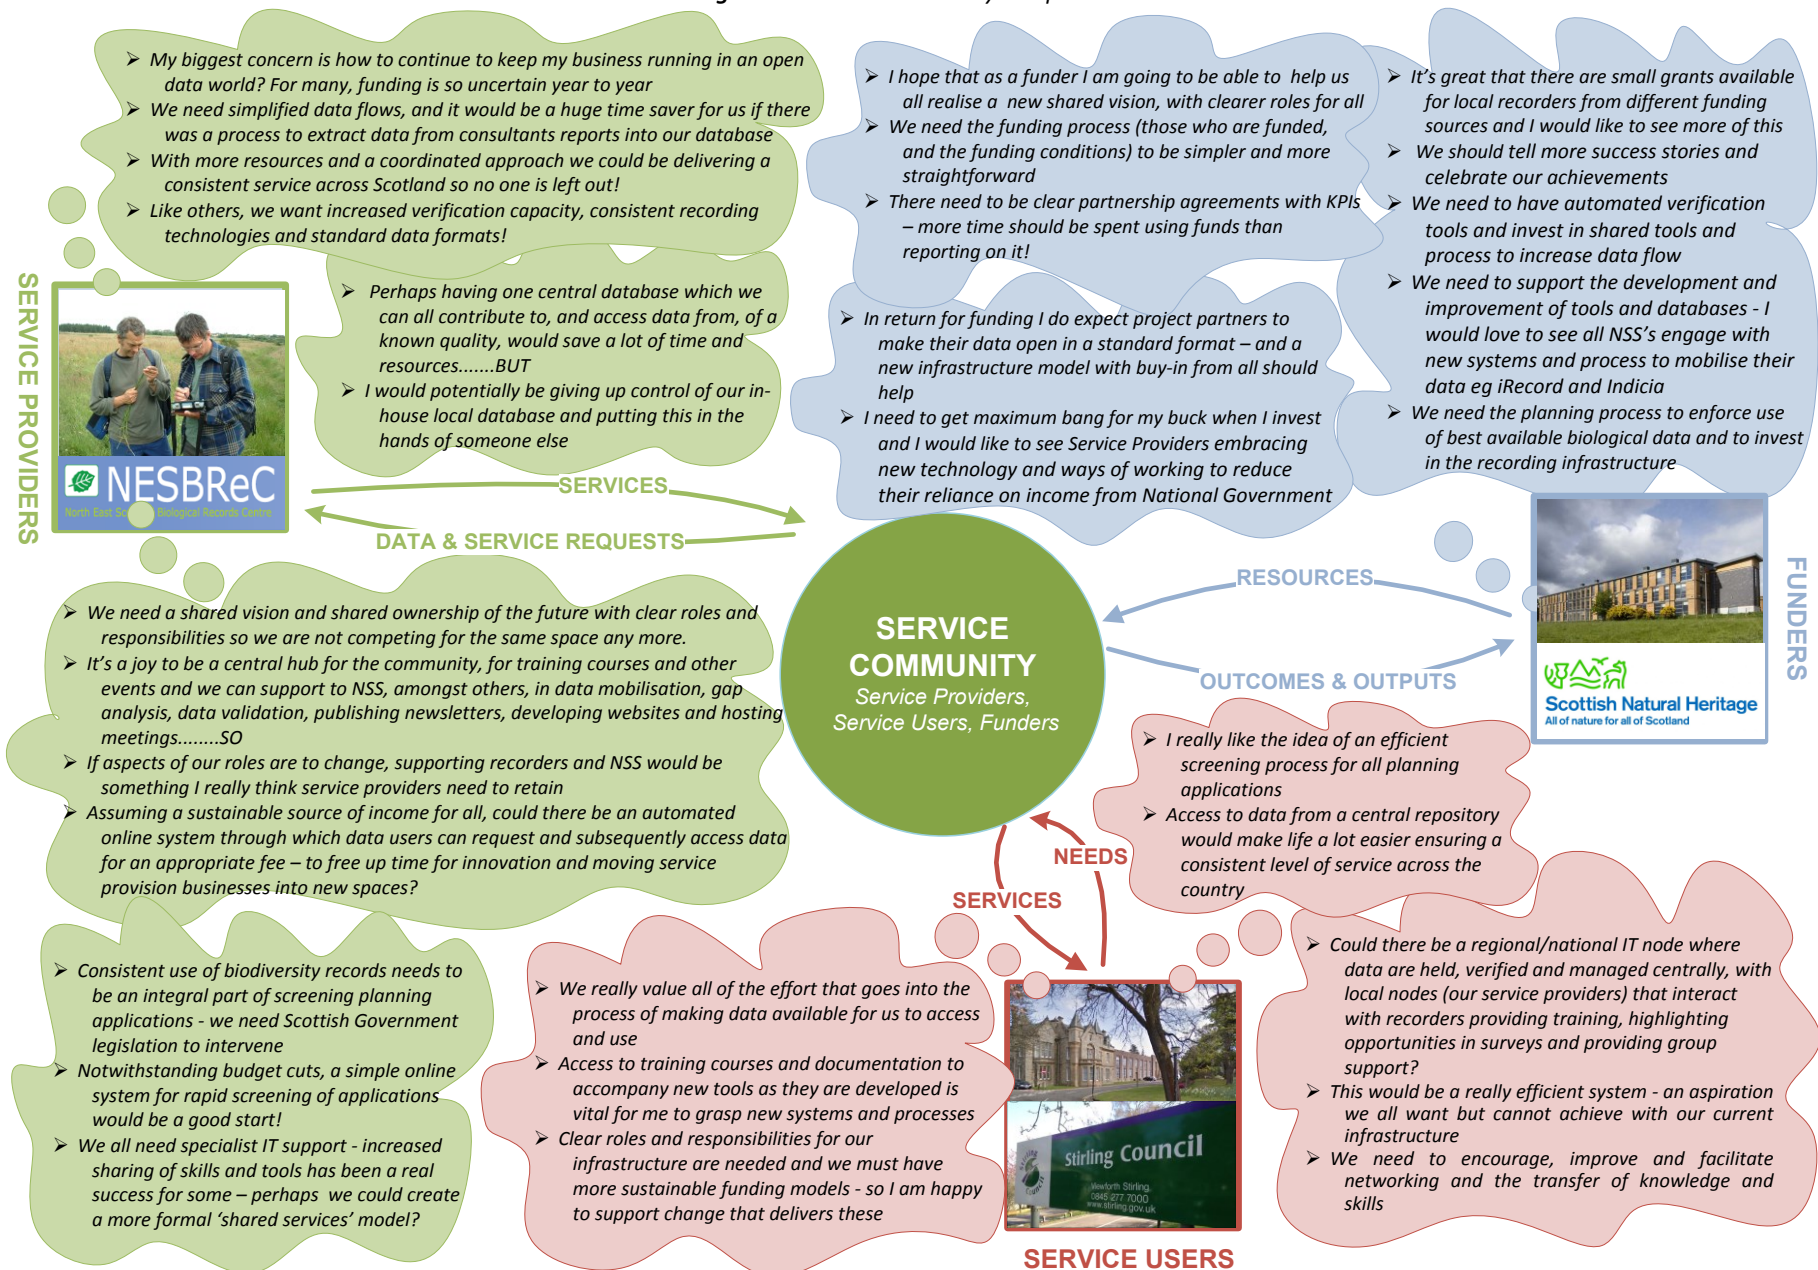 ➢ My biggest concern is how to continue to keep my business running in an open
data world? For many, funding is so uncertain year to year
➢ We need simplified data flows, and it would be a huge time saver for us if there
was a process to extract data from consultants reports into our database
➢ With more resources and a coordinated approach we could be delivering a
consistent service across Scotland so no one is left out!
➢ Like others, we want increased verification capacity, consistent recording
technologies and standard data formats!
➢ Perhaps having one central database which we
can all contribute to, and access data from, of a
known quality, would save a lot of time and
resources.......BUT
➢ I would potentially be giving up control of our in-
house local database and putting this in the
hands of someone else
SERVICE PROVIDERS
NESBReC
North East Biological Records Centre
SERVICES
DATA & SERVICE REQUESTS
➢ I hope that as a funder I am going to be able to help us
all realise a new shared vision, with clearer roles for all
➢ We need the funding process (those who are funded,
and the funding conditions) to be simpler and more
straightforward
➢ There need to be clear partnership agreements with KPIs
– more time should be spent using funds than
reporting on it!
➢ In return for funding I do expect project partners to
make their data open in a standard format – and a
new infrastructure model with buy-in from all should
help
➢ I need to get maximum bang for my buck when I invest
and I would like to see Service Providers embracing
new technology and ways of working to reduce
their reliance on income from National Government
➢ It's great that there are small grants available
for local recorders from different funding
sources and I would like to see more of this
➢ We should tell more success stories and
celebrate our achievements
➢ We need to have automated verification
tools and invest in shared tools and
process to increase data flow
➢ We need to support the development and
improvement of tools and databases - I
would love to see all NSS's engage with
new systems and process to mobilise their
data eg iRecord and Indicia
➢ We need the planning process to enforce use
of best available biological data and to invest
in the recording infrastructure
FUNDERS
Scottish Natural Heritage
All of nature for all of Scotland
RESOURCES
OUTCOMES & OUTPUTS
SERVICE
COMMUNITY
Service Providers,
Service Users, Funders
➢ We need a shared vision and shared ownership of the future with clear roles and
responsibilities so we are not competing for the same space any more.
➢ It's a joy to be a central hub for the community, for training courses and other
events and we can support to NSS, amongst others, in data mobilisation, gap
analysis, data validation, publishing newsletters, developing websites and hosting
meetings........SO
➢ If aspects of our roles are to change, supporting recorders and NSS would be
something I really think service providers need to retain
➢ Assuming a sustainable source of income for all, could there be an automated
online system through which data users can request and subsequently access data
for an appropriate fee – to free up time for innovation and moving service
provision businesses into new spaces?
➢ Consistent use of biodiversity records needs to
be an integral part of screening planning
applications - we need Scottish Government
legislation to intervene
➢ Notwithstanding budget cuts, a simple online
system for rapid screening of applications
would be a good start!
➢ We all need specialist IT support - increased
sharing of skills and tools has been a real
success for some – perhaps we could create
a more formal 'shared services' model?
NEEDS
SERVICES
➢ I really like the idea of an efficient
screening process for all planning
applications
➢ Access to data from a central repository
would make life a lot easier ensuring a
consistent level of service across the
country
➢ We really value all of the effort that goes into the
process of making data available for us to access
and use
➢ Access to training courses and documentation to
accompany new tools as they are developed is
vital for me to grasp new systems and processes
➢ Clear roles and responsibilities for our
infrastructure are needed and we must have
more sustainable funding models - so I am happy
to support change that delivers these
Stirling Council
Viewforth Stirling
0845 277 7000
www.stirling.gov.uk
SERVICE USERS
➢ Could there be a regional/national IT node where
data are held, verified and managed centrally, with
local nodes (our service providers) that interact
with recorders providing training, highlighting
opportunities in surveys and providing group
support?
➢ This would be a really efficient system - an aspiration
we all want but cannot achieve with our current
infrastructure
➢ We need to encourage, improve and facilitate
networking and the transfer of knowledge and
skills